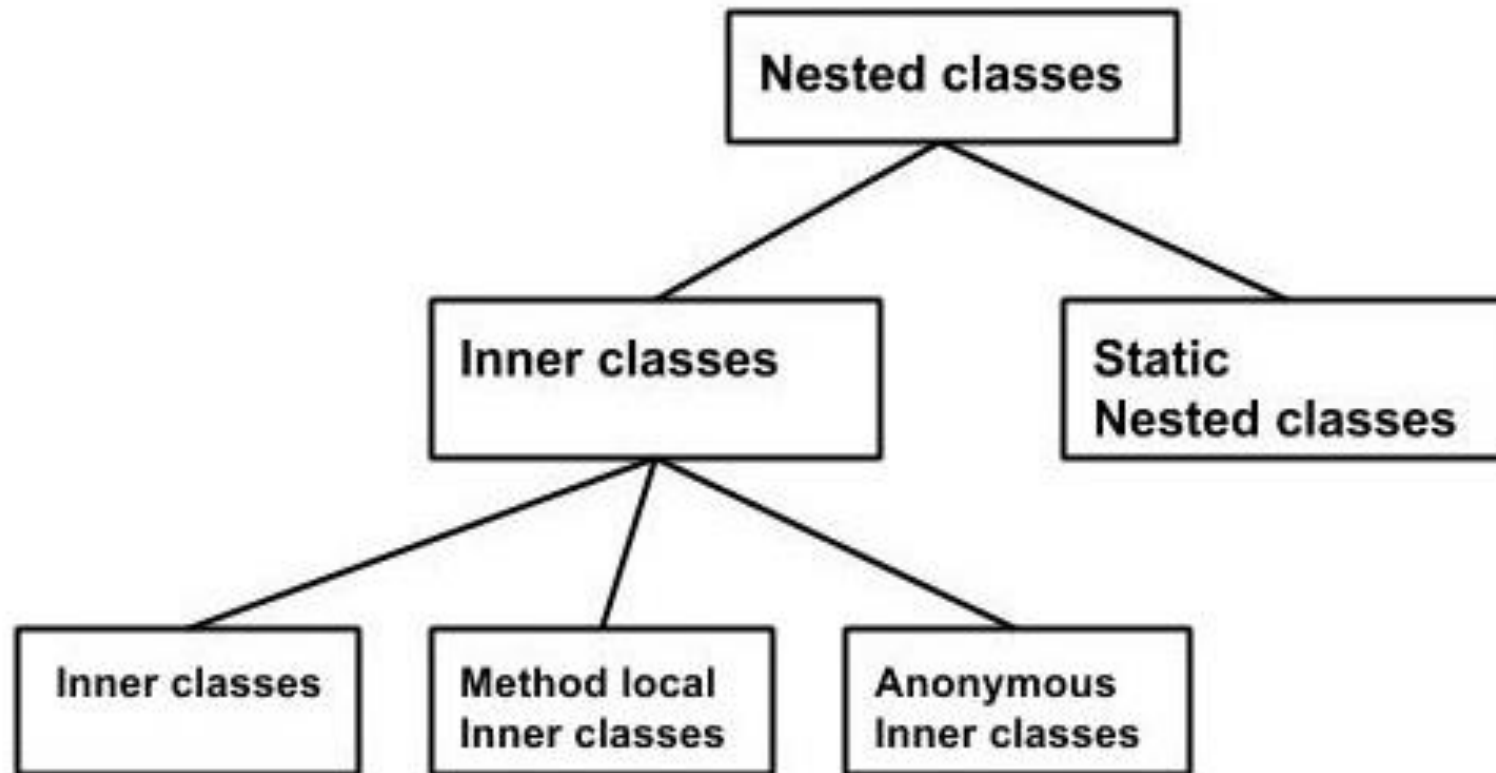 Nested classes
Inner classes
Static
Nested classes
Inner classes
Method local
Inner classes
Anonymous
Inner classes